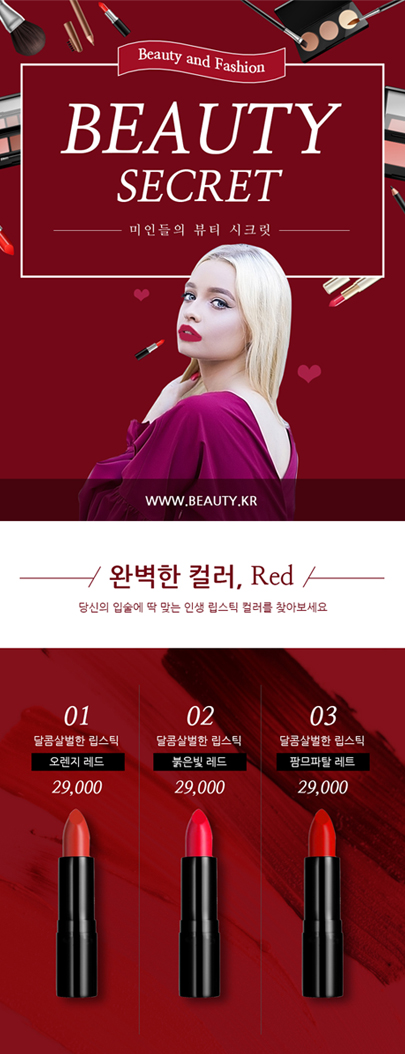 Beauty and Fashion
BEAUTY
SECRET
미인들의 뷰티 시크릿
WWW.BEAUTY.KR
완벽한 컬러, Red
당신의 입술에 딱 맞는 인생 립스틱 컬러를 찾아보세요
01
달콤살벌한 립스틱
오렌지 레드
29,000
02
달콤살벌한 립스틱
붉은빛 레드
29,000
03
달콤살벌한 립스틱
팜므파탈 레트
29,000